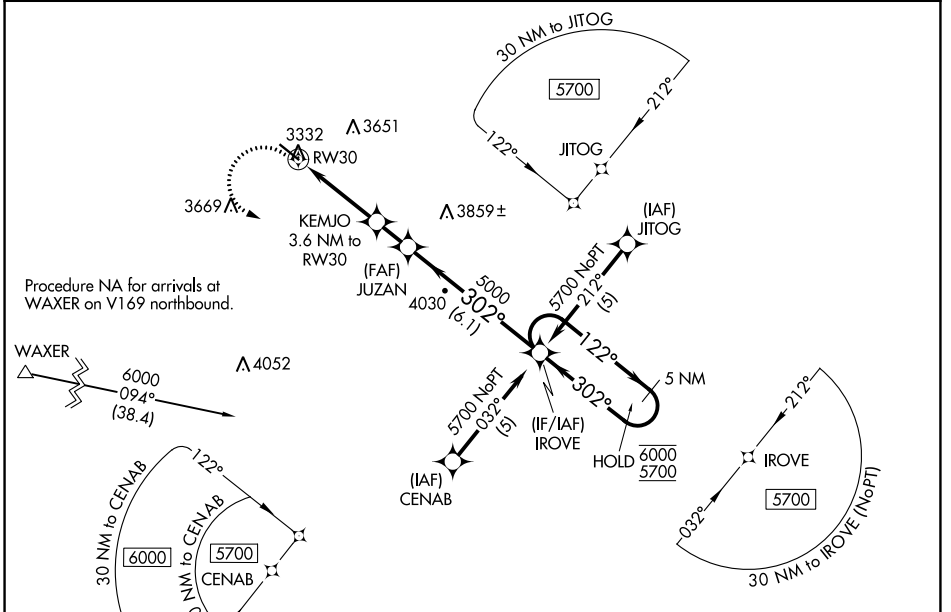 30 NM to JITOG
5700
212°
122°
JITOG
3332
3651
RW30
3669
KEMJO
3.6 NM to
RW30
3859±
(IAF)
JITOG
(FAF)
JUZAN
5000
302°
(6.1)
4030
5700 NoPT
212°
(5)
Procedure NA for arrivals at
WAXER on V169 northbound.
WAXER
6000
094°
(38.4)
4052
122°
302°
5 NM
5700 NoPT
032°
(5)
(IF/IAF)
IROVE
HOLD
6000
5700
(IAF)
CENAB
212°
IROVE
5700
032°
30 NM to IROVE (NoPT)
122°
30 NM to CENAB
NM to CENAB
6000
5700
CENAB